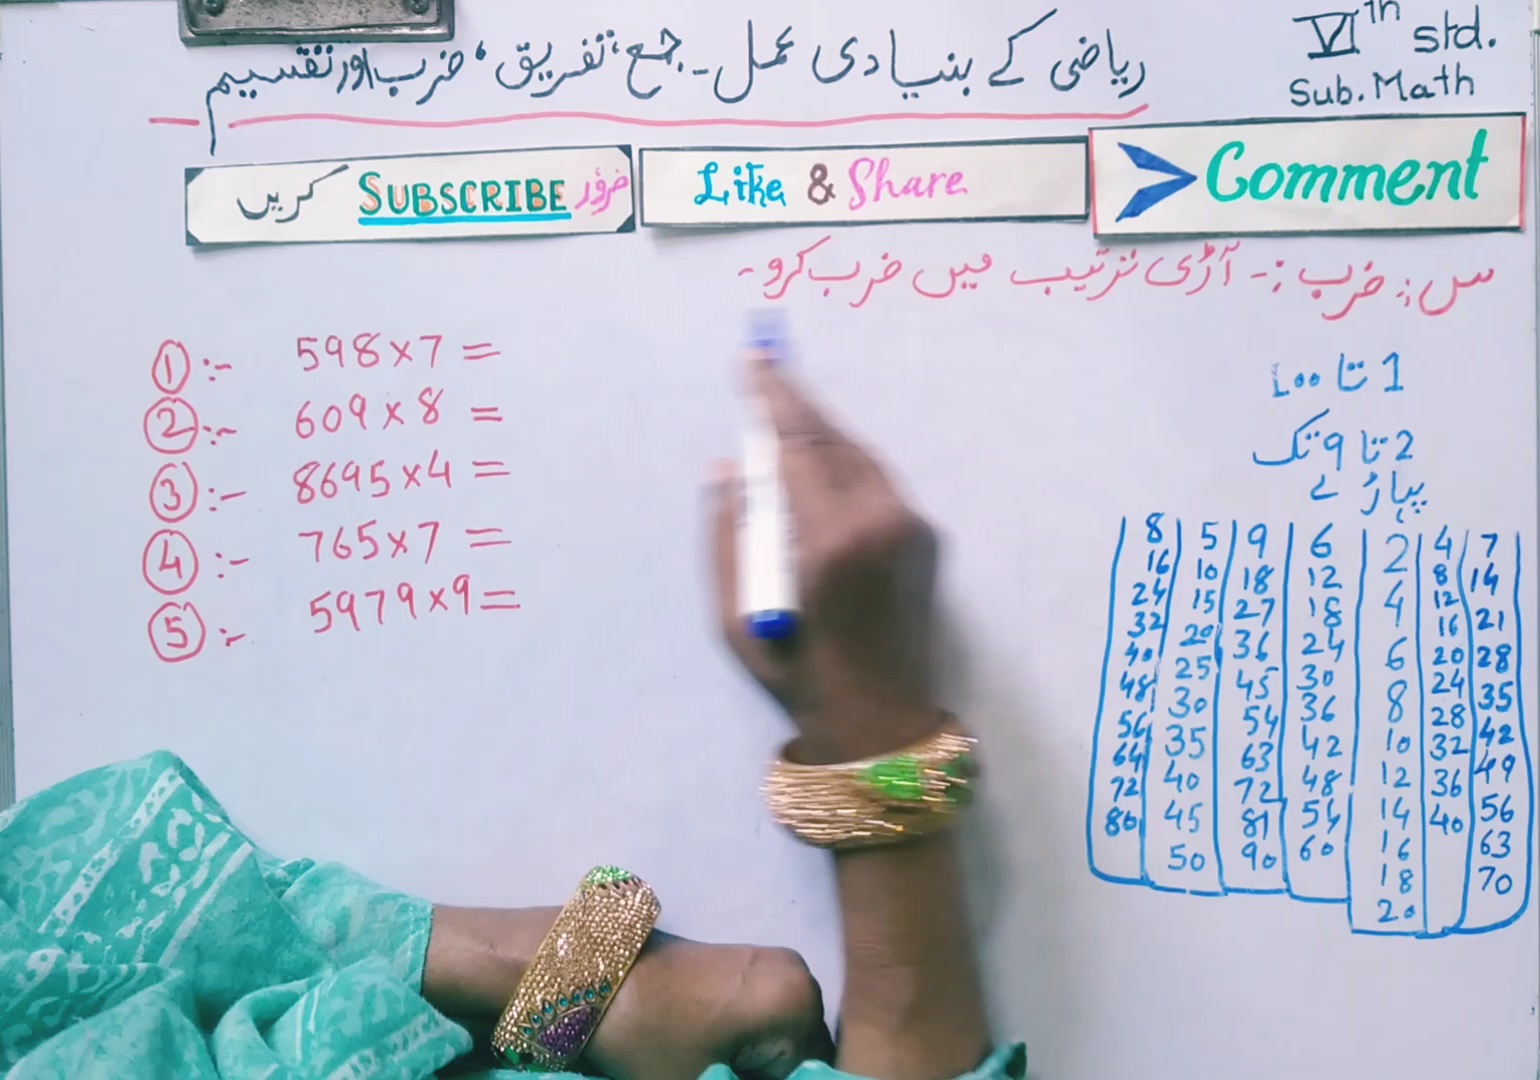 ریاضی کے بنیادی عمل ۔ جمع، تفریق، ضرب اور تقسیم
VIth std.
Sub. Math
ضرور SUBSCRIBE کریں
Like & Share
Comment
س: ضرب :- آڑی ترتیب میں ضرب کرو -
① :- 598×7 =
② :- 609×8 =
③ :- 8695×4 =
④ :- 765×7 =
⑤ :- 5979×9=
1 تا 100
2 تا 9 تک
پہاڑے
8 5 9 6 2 4 7
16 10 18 12 4 8 14
24 15 27 18 6 12 21
32 20 36 24 8 16 28
40 25 45 30 10 20 35
48 30 54 36 12 24 42
56 35 63 42 14 28 49
64 40 72 48 16 32 56
72 45 81 54 18 36 63
80 50 90 60 20 40 70